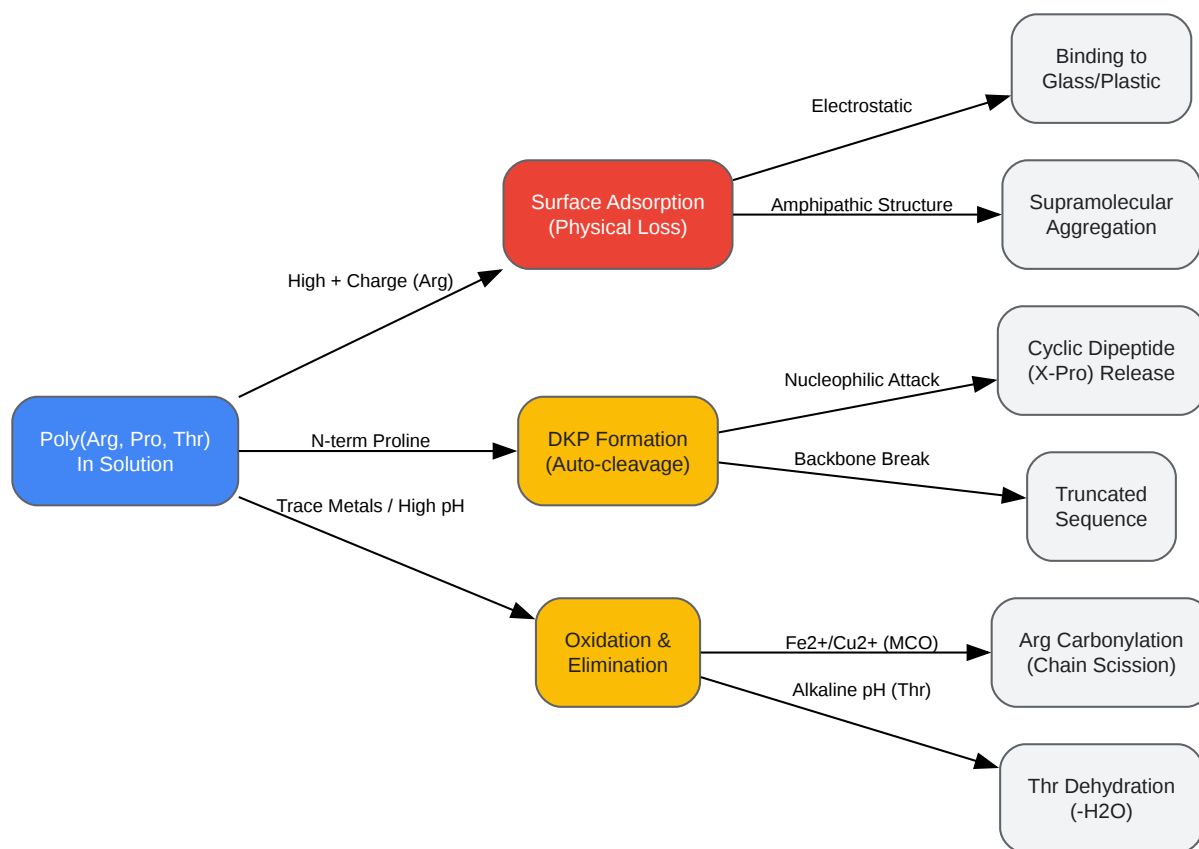 Binding to
Glass/Plastic
Electrostatic
Surface Adsorption
(Physical Loss)
Amphipathic Structure
Supramolecular
Aggregation
High + Charge (Arg)
Cyclic Dipeptide
(X-Pro) Release
Nucleophilic Attack
Poly(Arg, Pro, Thr)
In Solution
N-term Proline
DKP Formation
(Auto-cleavage)
Backbone Break
Truncated
Sequence
Trace Metals / High pH
Oxidation &
Elimination
Fe2+/Cu2+ (MCO)
Arg Carbonylation
(Chain Scission)
Alkaline pH (Thr)
Thr Dehydration
(-H2O)